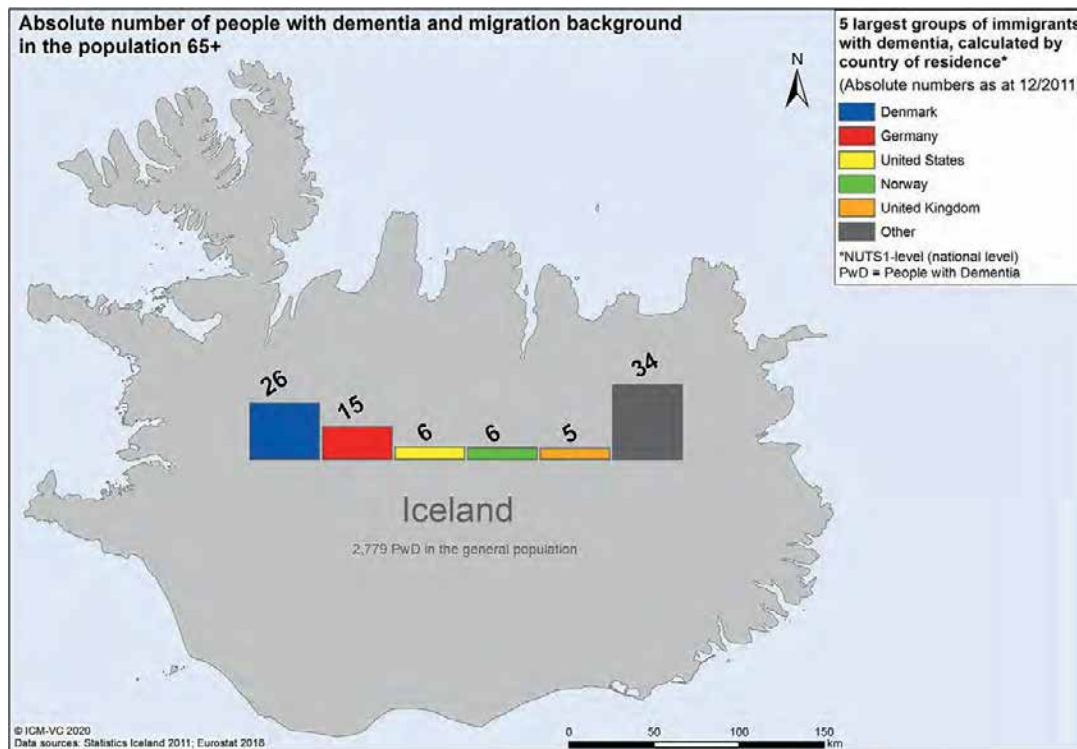 Absolute number of people with dementia and migration background
in the population 65+
N
5 largest groups of immigrants
with dementia, calculated by
country of residence*
(Absolute numbers as at 12/2011)
Denmark
Germany
United States
Norway
United Kingdom
Other
*NUTS1-level (national level)
PwD = People with Dementia
26
15
6
6
5
34
Iceland
2,779 PwD in the general population
© ICM-VC 2020
Data sources: Statistics Iceland 2011; Eurostat 2018
0 50 100 150
km